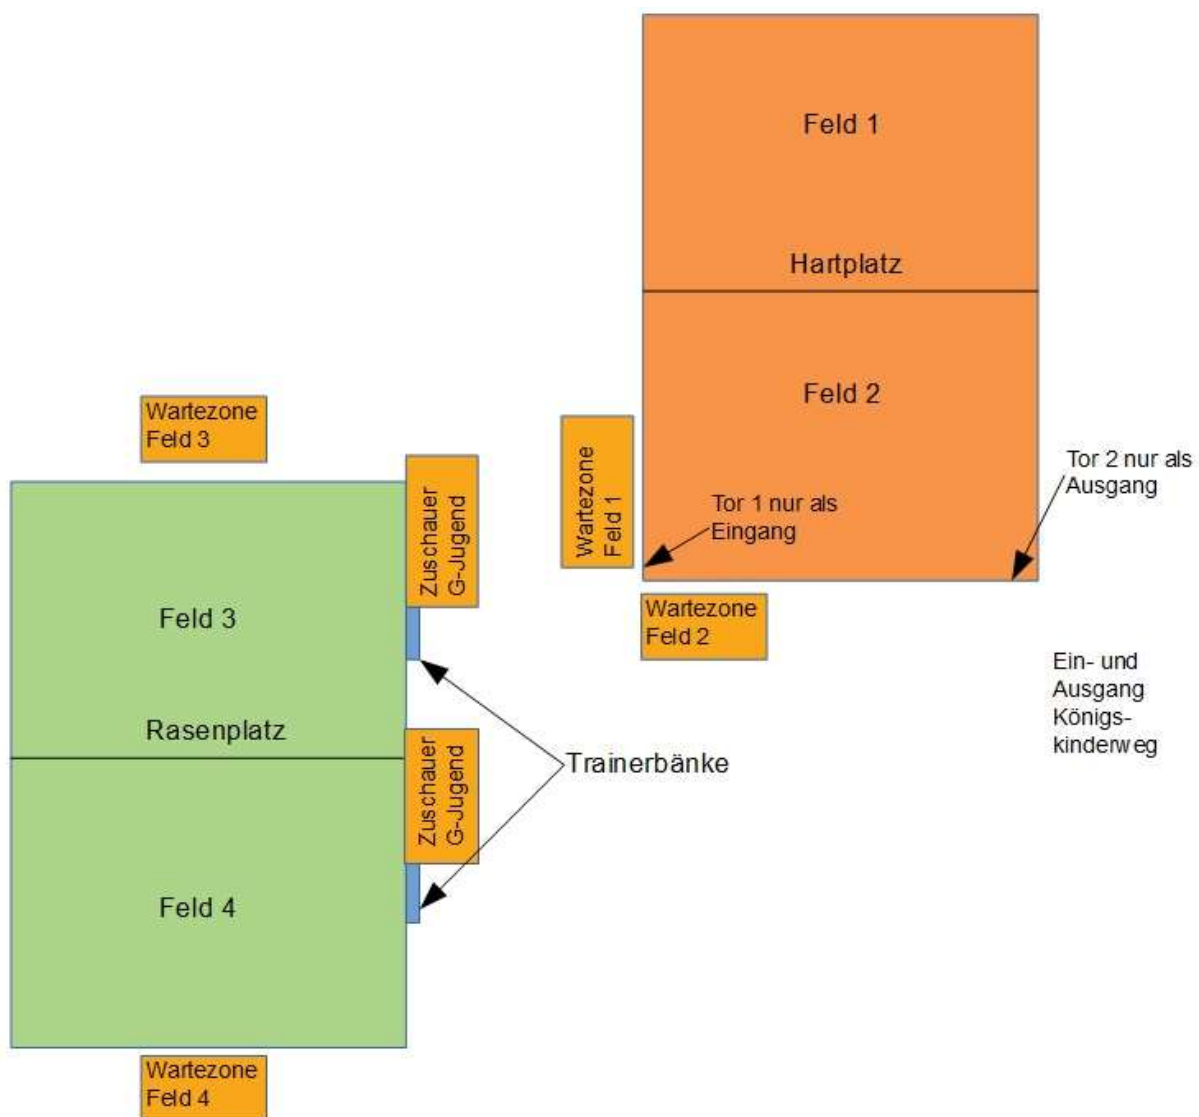 Feld 1
Hartplatz
Feld 2
Wartezone
Feld 3
Wartezone
Feld 1
Tor 1 nur als
Eingang
Tor 2 nur als
Ausgang
Zuschauer
G-Jugend
Wartezone
Feld 2
Feld 3
Ein- und
Ausgang
Königs-
kinderweg
Rasenplatz
Zuschauer
G-Jugend
Trainerbänke
Feld 4
Wartezone
Feld 4